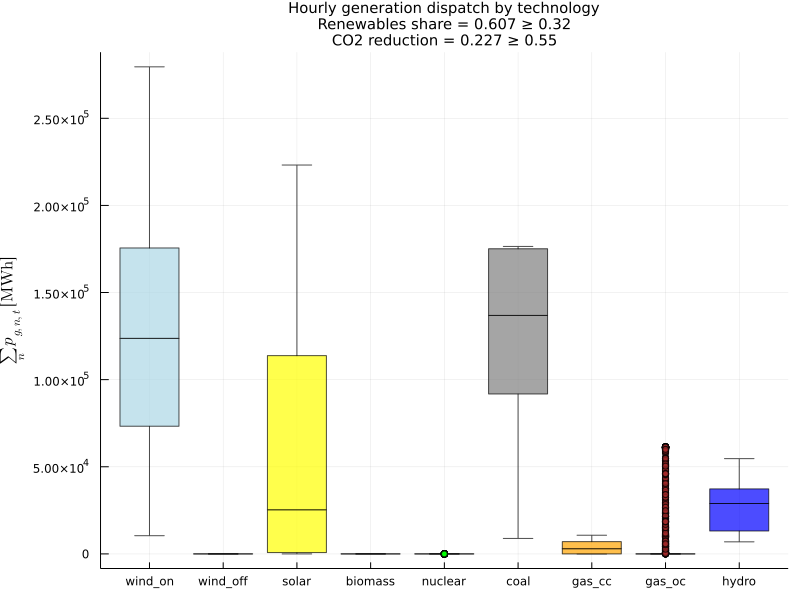 Hourly generation dispatch by technology
Renewables share = 0.607 ≥ 0.32
CO2 reduction = 0.227 ≥ 0.55
∑ₙ p_{g,n,t} [MWh]
2.50×10⁵
2.00×10⁵
1.50×10⁵
1.00×10⁵
5.00×10⁴
0
wind_on wind_off solar biomass nuclear coal gas_cc gas_oc hydro